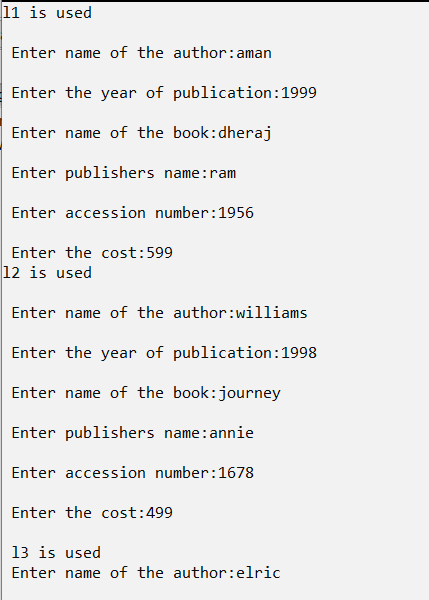 l1 is used
Enter name of the author:aman
Enter the year of publication:1999
Enter name of the book:dheraj
Enter publishers name:ram
Enter accession number:1956
Enter the cost:599
l2 is used
Enter name of the author:williams
Enter the year of publication:1998
Enter name of the book:journey
Enter publishers name:annie
Enter accession number:1678
Enter the cost:499
l3 is used
Enter name of the author:elric